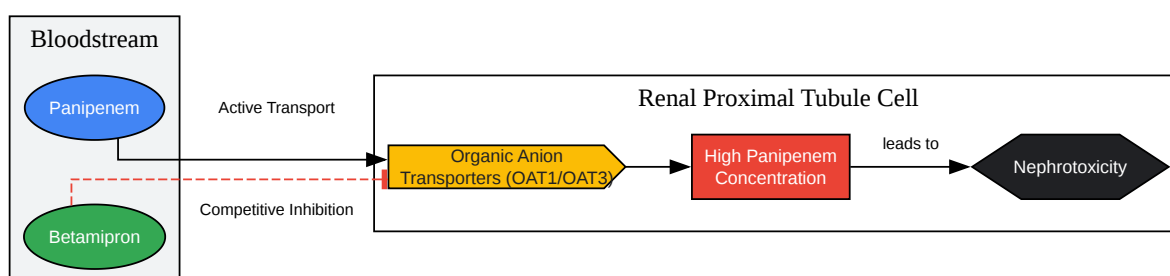 Bloodstream
Panipenem
Active Transport
Renal Proximal Tubule Cell
Organic Anion
Transporters (OAT1/OAT3)
High Panipenem
Concentration
leads to
Nephrotoxicity
Competitive Inhibition
Betamipron